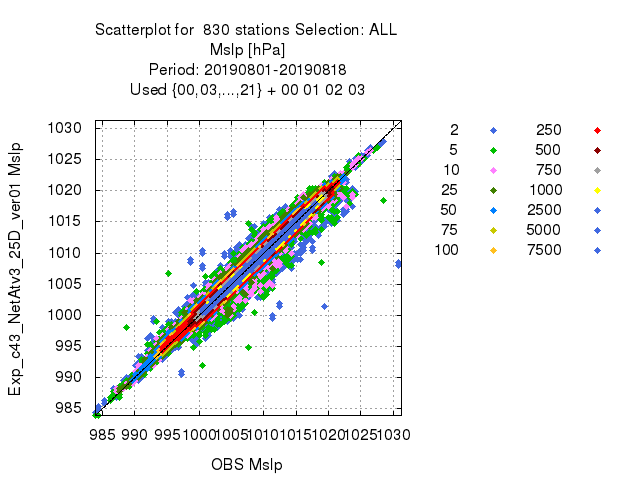 Scatterplot for 830 stations Selection: ALL
Mslp [hPa]
Period: 20190801-20190818
Used {00,03,...,21} + 00 01 02 03
Exp_c43_NetAtv3_25D_ver01 Mslp
1030
1025
1020
1015
1010
1005
1000
995
990
985
985 990 995 1000 1005 1010 1015 1020 1025 1030
OBS Mslp
2 250
5 500
10 750
25 1000
50 2500
75 5000
100 7500